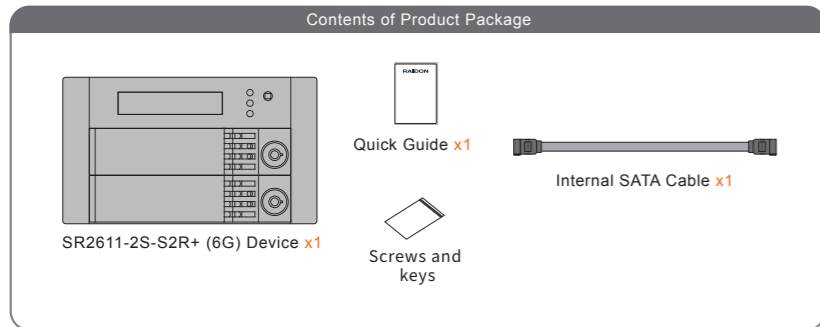 Contents of Product Package
RAIDON
Quick Guide x1
Internal SATA Cable x1
SR2611-2S-S2R+ (6G) Device x1
Screws and
keys